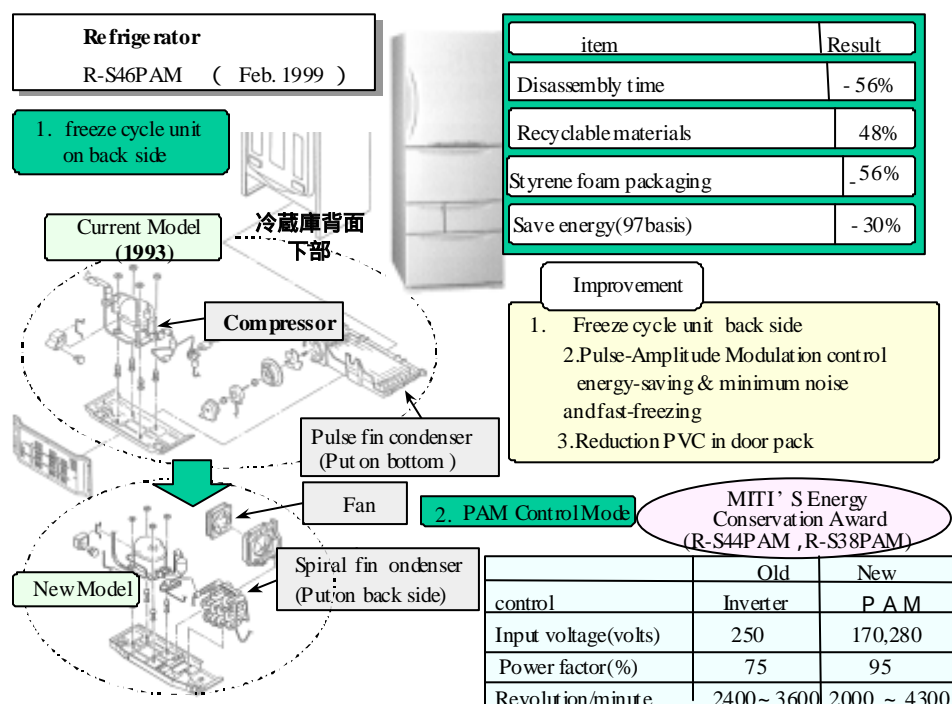 Refrigerator
R-S46PAM ( Feb. 1999 )
1. freeze cycle unit
on back side
item Result
Disassembly time - 56%
Recyclable materials 48%
Styrene foam packaging - 56%
Save energy(97basis) - 30%
Current Model
(1993)
冷蔵庫背面
下部
Compressor
Pulse fin condenser
(Put on bottom )
Improvement
1. Freeze cycle unit back side
2.Pulse-Amplitude Modulation control
energy-saving & minimum noise
and fast-freezing
3.Reduction PVC in door pack
Fan
New Model
Spiral fin ondenser
(Put on back side)
2. PAM Control Mode
MITI’S Energy
Conservation Award
(R-S44PAM ,R-S38PAM)
Old New
control Inverter ＰＡＭ
Input voltage(volts) 250 170,280
Power factor(%) 75 95
Revolution/minute 2400~3600 2000 ~ 4300